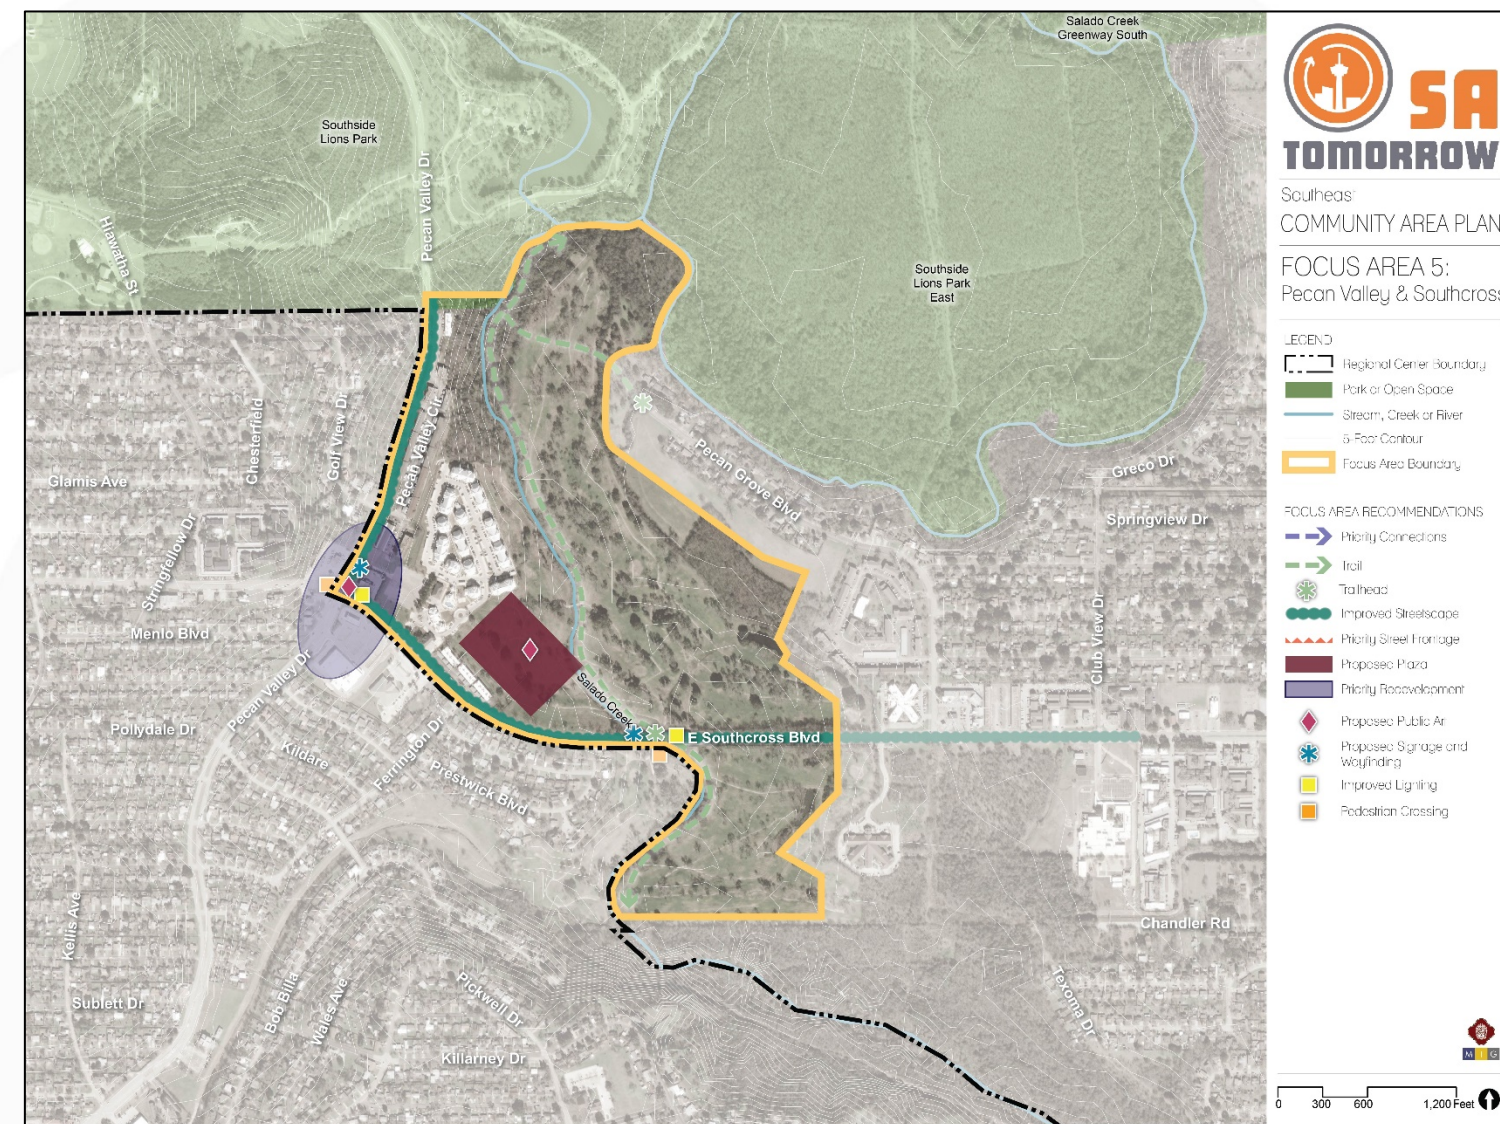 Salado Creek
Greenway South
Southside
Lions Park
Pecan Valley Dr
Hiawatha St
Southside
Lions Park
East
Chesterfield
Golf View Dr
Pecan Valley Cir
Glamis Ave
Pecan Grove Blvd
Greco Dr
Springview Dr
Stringfellow Dr
Menlo Blvd
Club View Dr
Pecan Valley Dr
Salado Creek
Pollydale Dr
E Southcross Blvd
Kildare
Ferrington Dr
Prestwick Blvd
Kellis Ave
Chandler Rd
Sublett Dr
Bob Billa
Wales Ave
Pickwell Dr
Texoma Dr
Killarney Dr
SA
TOMORROW
Southeast
COMMUNITY AREA PLAN
FOCUS AREA 5:
Pecan Valley & Southcross
LEGEND
Regional Center Boundary
Park or Open Space
Stream, Creek or River
5-Foot Contour
Focus Area Boundary
FOCUS AREA RECOMMENDATIONS
Priority Connections
Trail
Trailhead
Improved Streetscape
Priority Street Frontage
Proposed Plaza
Priority Redevelopment
Proposed Public Ar
Proposed Signage and
Wayfinding
Improved Lighting
Pedestrian Crossing
M I G
0 300 600 1,200 Feet